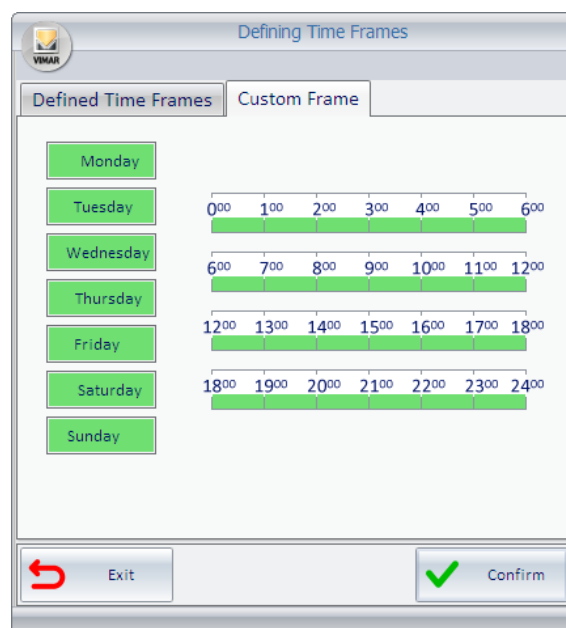 Defining Time Frames
VIMAR
Defined Time Frames Custom Frame
Monday
Tuesday
Wednesday
Thursday
Friday
Saturday
Sunday
0⁰⁰ 1⁰⁰ 2⁰⁰ 3⁰⁰ 4⁰⁰ 5⁰⁰ 6⁰⁰
6⁰⁰ 7⁰⁰ 8⁰⁰ 9⁰⁰ 10⁰⁰ 11⁰⁰ 12⁰⁰
12⁰⁰ 13⁰⁰ 14⁰⁰ 15⁰⁰ 16⁰⁰ 17⁰⁰ 18⁰⁰
18⁰⁰ 19⁰⁰ 20⁰⁰ 21⁰⁰ 22⁰⁰ 23⁰⁰ 24⁰⁰
Exit Confirm